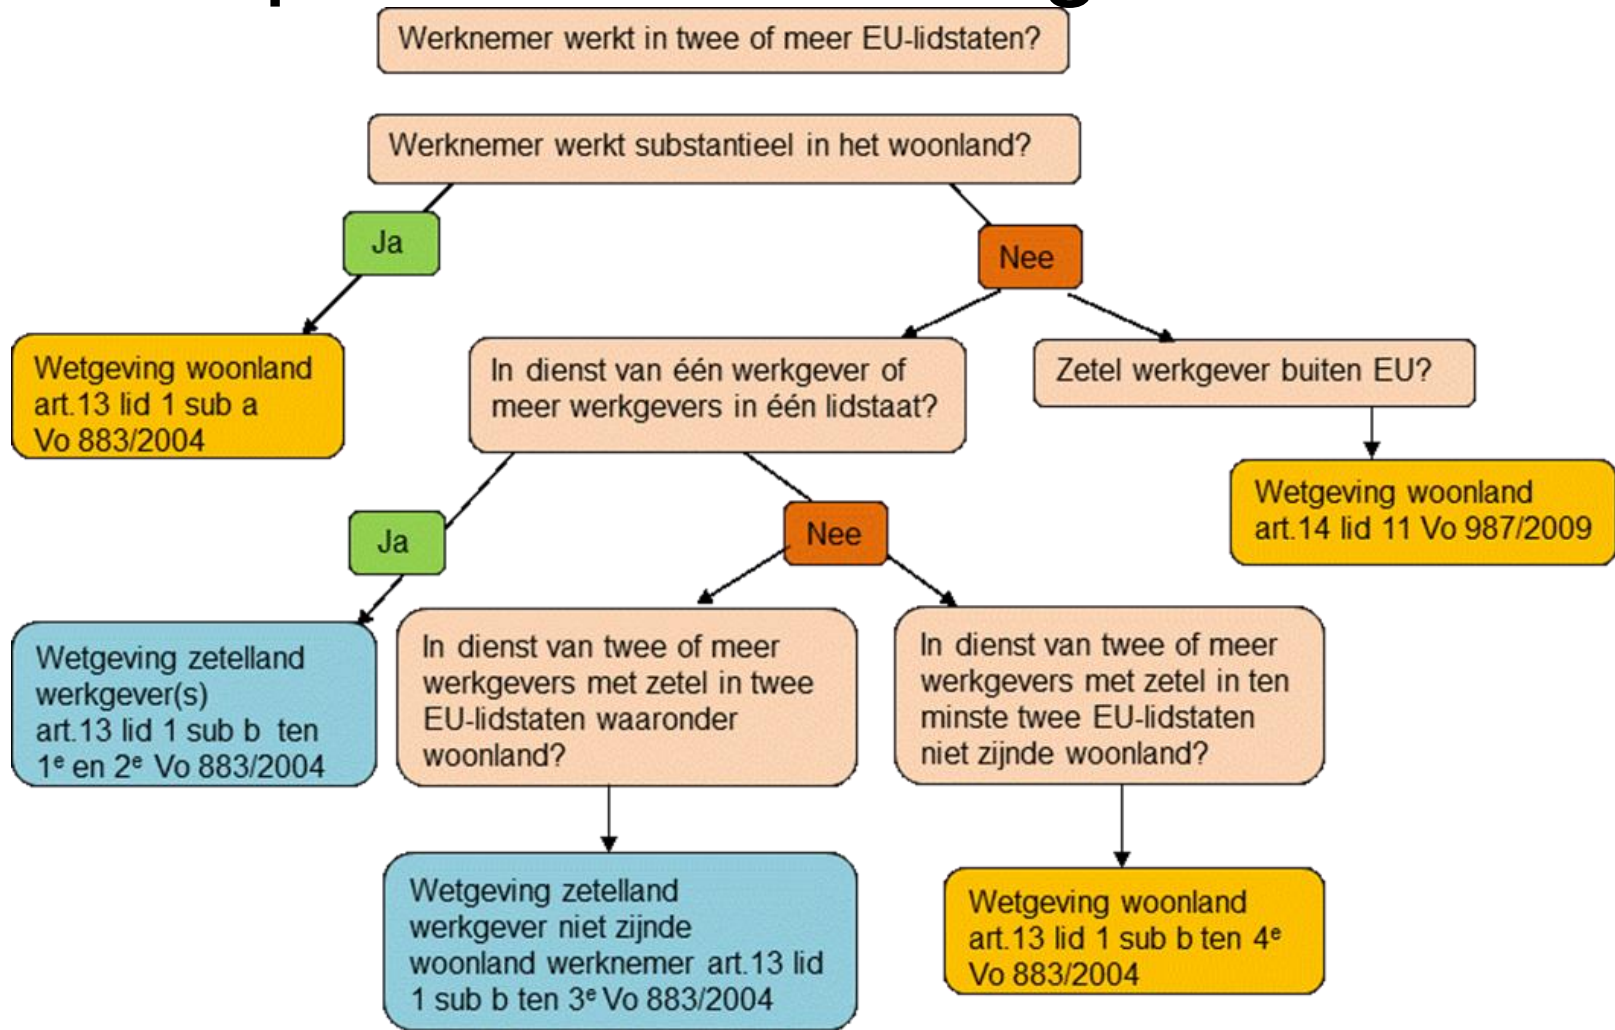 Werknemer werkt in twee of meer EU-lidstaten?
Werknemer werkt substantieel in het woonland?
Ja
Nee
Wetgeving woonland
art.13 lid 1 sub a
Vo 883/2004
In dienst van één werkgever of
meer werkgevers in één lidstaat?
Zetel werkgever buiten EU?
Wetgeving woonland
art.14 lid 11 Vo 987/2009
Ja
Nee
Wetgeving zetelland
werkgever(s)
art.13 lid 1 sub b ten
1ᵉ en 2ᵉ Vo 883/2004
In dienst van twee of meer
werkgevers met zetel in twee
EU-lidstaten waaronder
woonland?
In dienst van twee of meer
werkgevers met zetel in ten
minste twee EU-lidstaten
niet zijnde woonland?
Wetgeving zetelland
werkgever niet zijnde
woonland werknemer art.13 lid
1 sub b ten 3ᵉ Vo 883/2004
Wetgeving woonland
art.13 lid 1 sub b ten 4ᵉ
Vo 883/2004